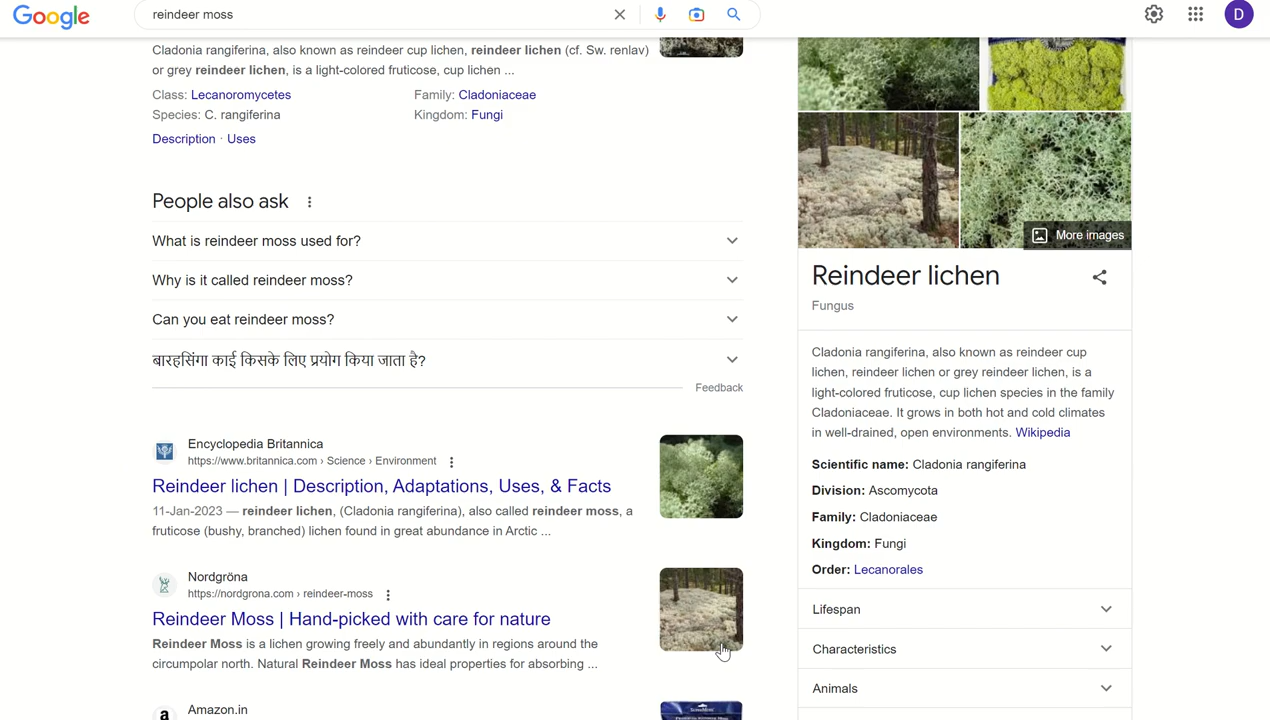 Google
reindeer moss
D
Cladonia rangiferina, also known as reindeer cup lichen, reindeer lichen (cf. Sw. renlav)
or grey reindeer lichen, is a light-colored fruticose, cup lichen ...
Class: Lecanoromycetes
Family: Cladoniaceae
Species: C. rangiferina
Kingdom: Fungi
Description · Uses
People also ask
What is reindeer moss used for?
Why is it called reindeer moss?
Can you eat reindeer moss?
बारहसिंगा काई किसके लिए प्रयोग किया जाता है?
Feedback
Encyclopedia Britannica
https://www.britannica.com › Science › Environment
Reindeer lichen | Description, Adaptations, Uses, & Facts
11-Jan-2023 — reindeer lichen, (Cladonia rangiferina), also called reindeer moss, a
fruticose (bushy, branched) lichen found in great abundance in Arctic ...
Nordgröna
https://nordgrona.com › reindeer-moss
Reindeer Moss | Hand-picked with care for nature
Reindeer Moss is a lichen growing freely and abundantly in regions around the
circumpolar north. Natural Reindeer Moss has ideal properties for absorbing ...
a
Amazon.in
More images
Reindeer lichen
Fungus
Cladonia rangiferina, also known as reindeer cup
lichen, reindeer lichen or grey reindeer lichen, is a
light-colored fruticose, cup lichen species in the family
Cladoniaceae. It grows in both hot and cold climates
in well-drained, open environments. Wikipedia
Scientific name: Cladonia rangiferina
Division: Ascomycota
Family: Cladoniaceae
Kingdom: Fungi
Order: Lecanorales
Lifespan
Characteristics
Animals